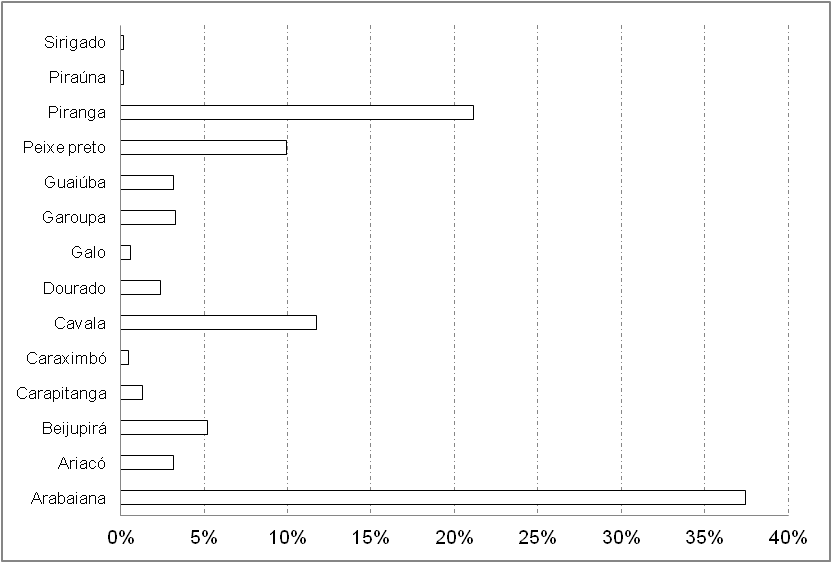 Sirigado
Piraúna
Piranga
Peixe preto
Guaiúba
Garoupa
Galo
Dourado
Cavala
Caraximbó
Carapitanga
Beijupirá
Ariacó
Arabaiana
0% 5% 10% 15% 20% 25% 30% 35% 40%